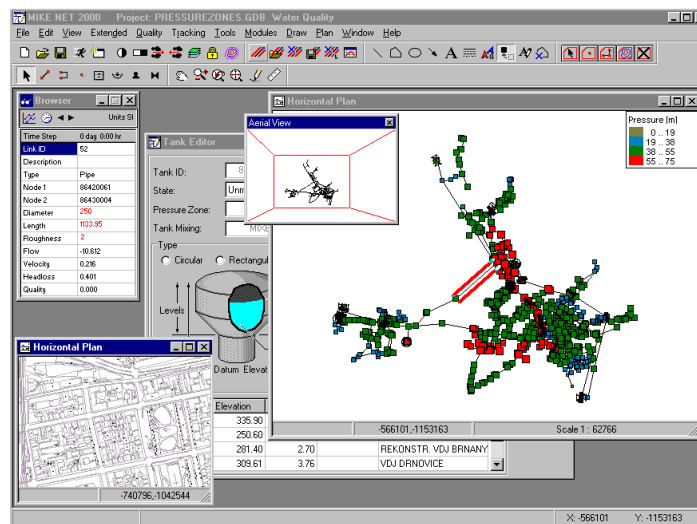 MIKE NET 2000 Project: PRESSUREZONES.GDB Water Quality
File Edit View Extended Quality Tracking Tools Modules Draw Plan Window Help
Browser
Units SI
Time Step 0 day 0:00 hr
Link ID 52
Description
Type Pipe
Node1 86420061
Node2 86430004
Diameter 250
Length 1133.95
Roughness 2
Flow -10.612
Velocity 0.216
Headloss 0.401
Quality 0.000
Tank Editor
Tank ID: 8
State:
Pressure Zone:
Tank Mixing:
Type
Circular
Levels
Elevation
335.90
250.60
281.40 2.70 REKONSTR. VDJ BRNANY
309.61 3.76 VDJ DRNOVICE
Aerial View
Horizontal Plan
Pressure [m]
0 .. 19
19 .. 38
38 .. 55
55 .. 75
-566101,-1153163 Scale 1 : 62766
Horizontal Plan
-740796,-1042544
X: -566101 Y: -1153163